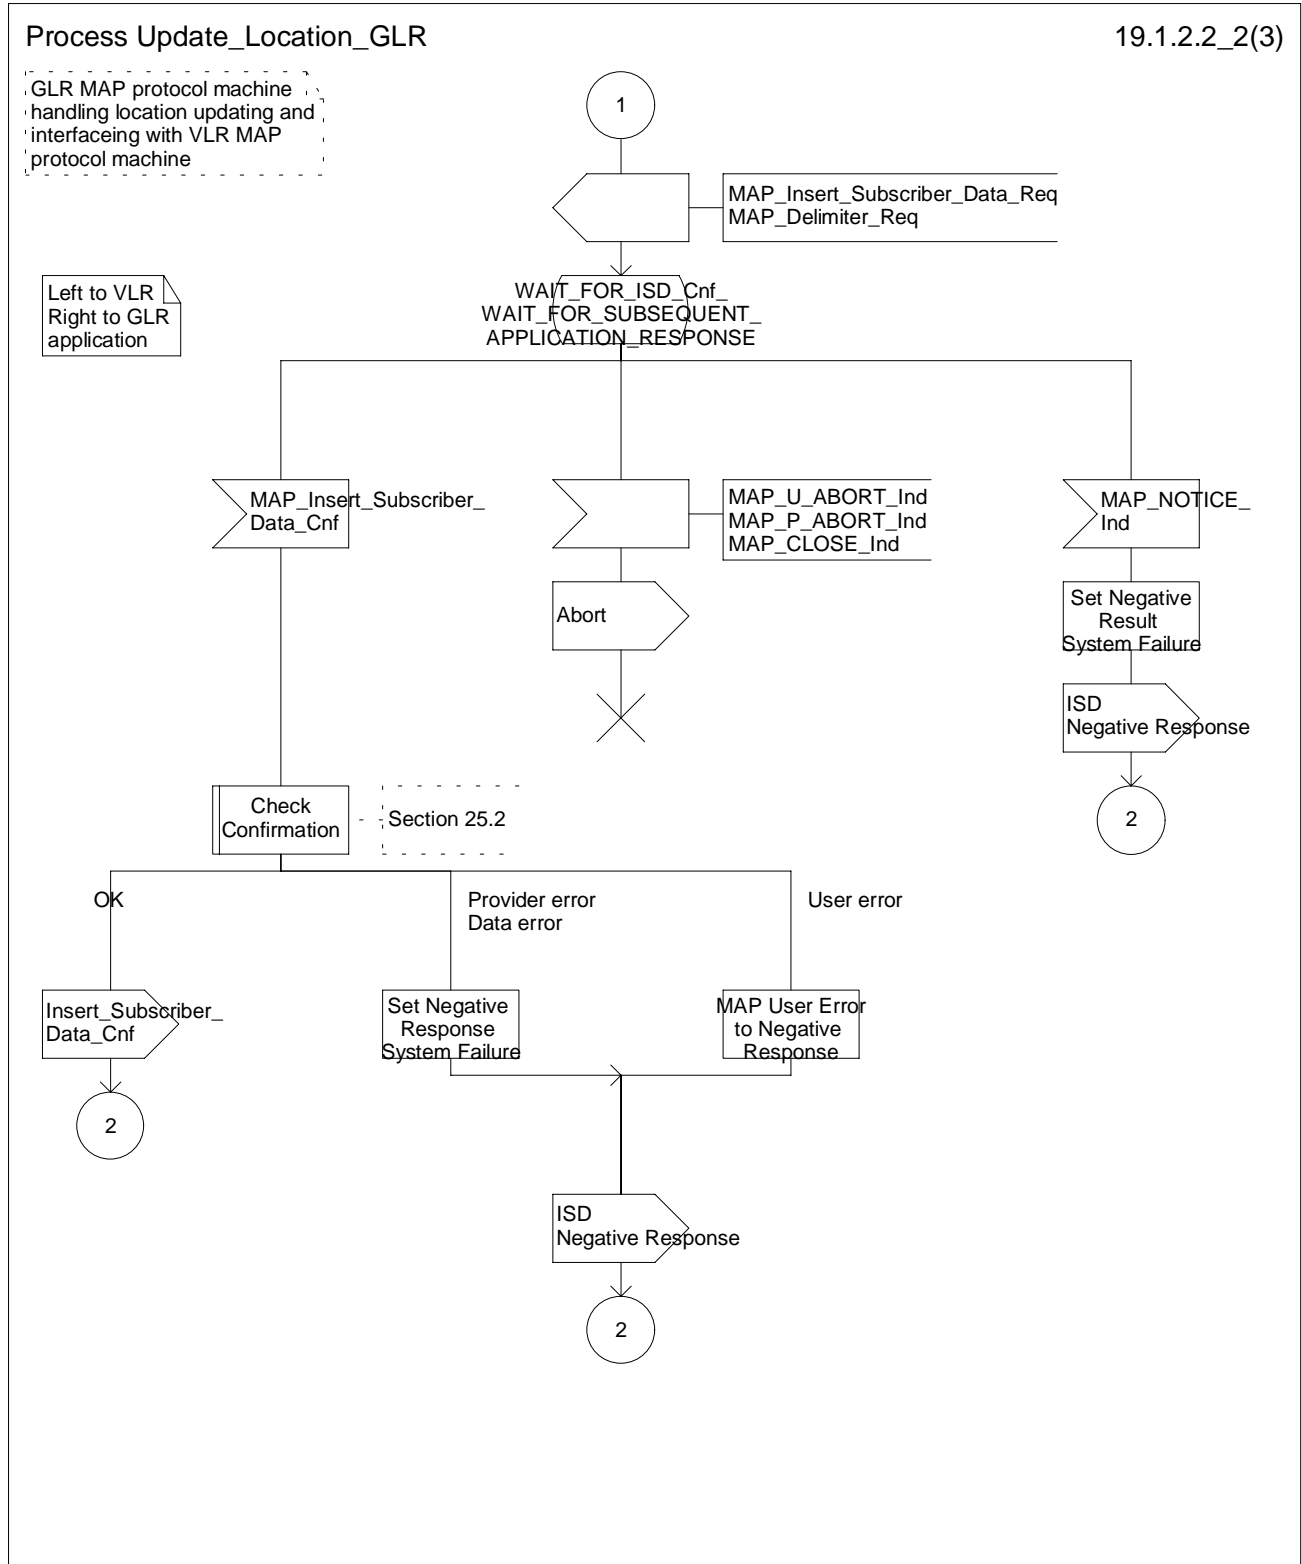 Process Update_Location_GLR
19.1.2.2_2(3)
GLR MAP protocol machine
handling location updating and
interfaceing with VLR MAP
protocol machine
1
MAP_Insert_Subscriber_Data_Req
MAP_Delimiter_Req
Left to VLR
Right to GLR
application
WAIT_FOR_ISD_Cnf_
WAIT_FOR_SUBSEQUENT_
APPLICATION_RESPONSE
MAP_Insert_Subscriber_
Data_Cnf
MAP_U_ABORT_Ind
MAP_P_ABORT_Ind
MAP_CLOSE_Ind
MAP_NOTICE_
Ind
Abort
Set Negative
Result
System Failure
ISD
Negative Response
2
Check
Confirmation
Section 25.2
OK
Provider error
Data error
User error
Insert_Subscriber_
Data_Cnf
Set Negative
Response
System Failure
MAP User Error
to Negative
Response
2
ISD
Negative Response
2